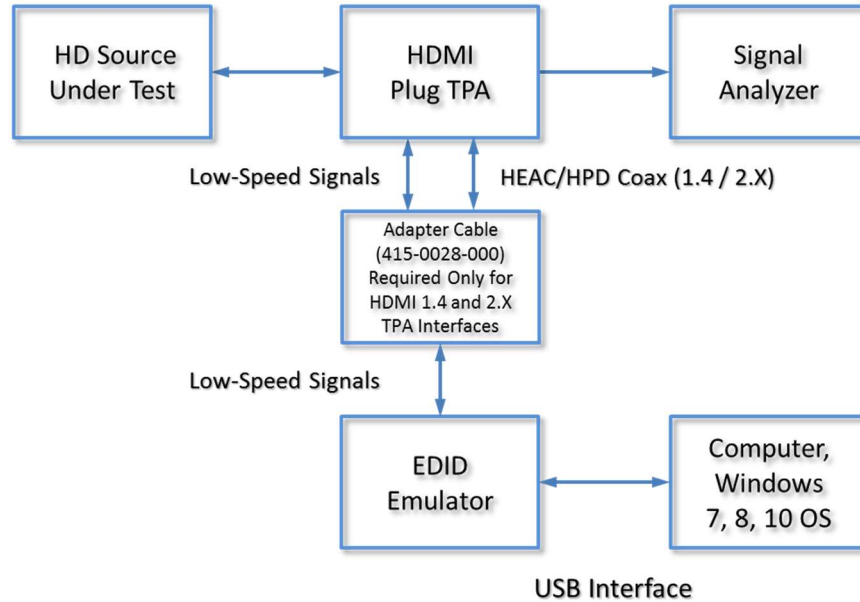 HD Source
Under Test
HDMI
Plug TPA
Signal
Analyzer
Low-Speed Signals
HEAC/HPD Coax (1.4 / 2.X)
Adapter Cable
(415-0028-000)
Required Only for
HDMI 1.4 and 2.X
TPA Interfaces
Low-Speed Signals
EDID
Emulator
Computer,
Windows
7, 8, 10 OS
USB Interface